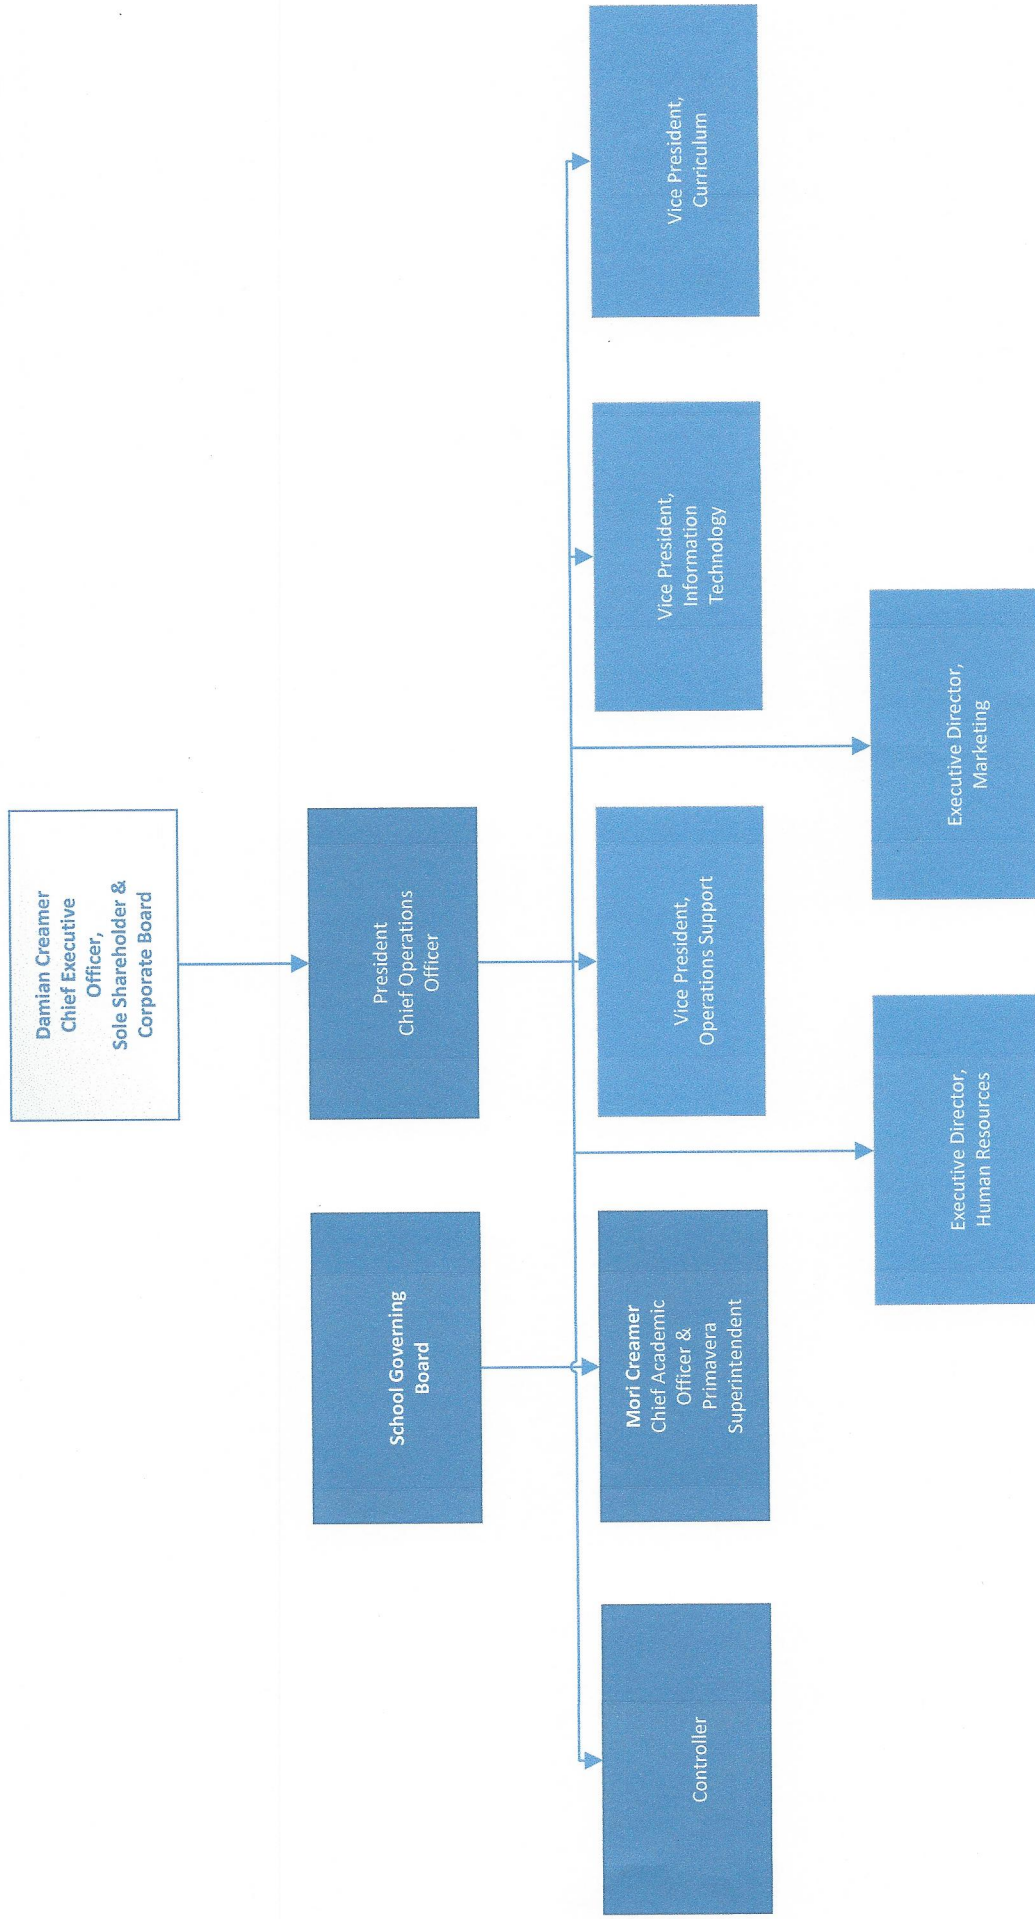 Damian Creamer
Chief Executive
Officer,
Sole Shareholder &
Corporate Board
School Governing
Board
President
Chief Operations
Officer
Controller
Mori Creamer
Chief Academic
Officer &
Primavera
Superintendent
Vice President,
Operations Support
Vice President,
Information
Technology
Vice President,
Curriculum
Executive Director,
Human Resources
Executive Director,
Marketing